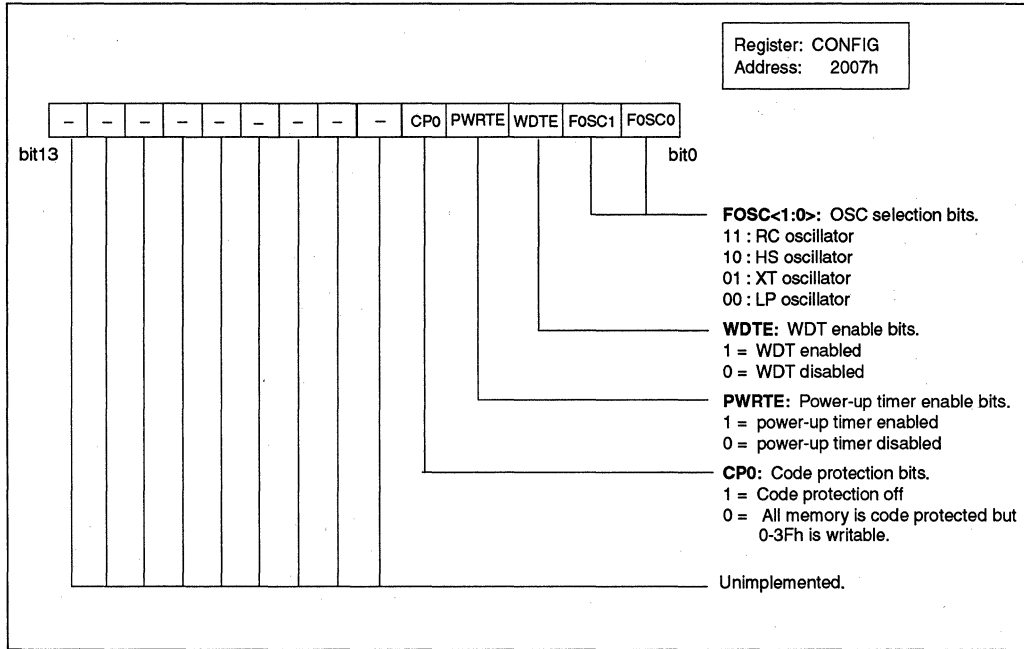 Register: CONFIG
Address: 2007h
– – – – – – – – – CP0 PWRTE WDTE F0SC1 F0SC0
bit13 bit0
FOSC<1:0>: OSC selection bits.
11 : RC oscillator
10 : HS oscillator
01 : XT oscillator
00 : LP oscillator
WDTE: WDT enable bits.
1 = WDT enabled
0 = WDT disabled
PWRTE: Power-up timer enable bits.
1 = power-up timer enabled
0 = power-up timer disabled
CP0: Code protection bits.
1 = Code protection off
0 = All memory is code protected but
0-3Fh is writable.
Unimplemented.